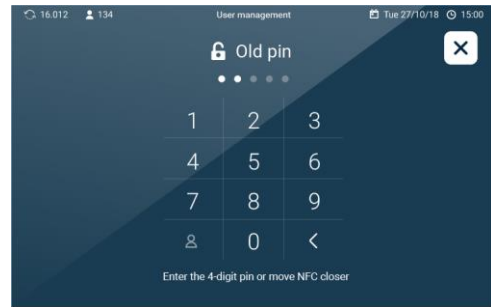 16.012 134 User management Tue 27/10/18 15:00
Old pin
1 2 3
4 5 6
7 8 9
0 <
Enter the 4-digit pin or move NFC closer